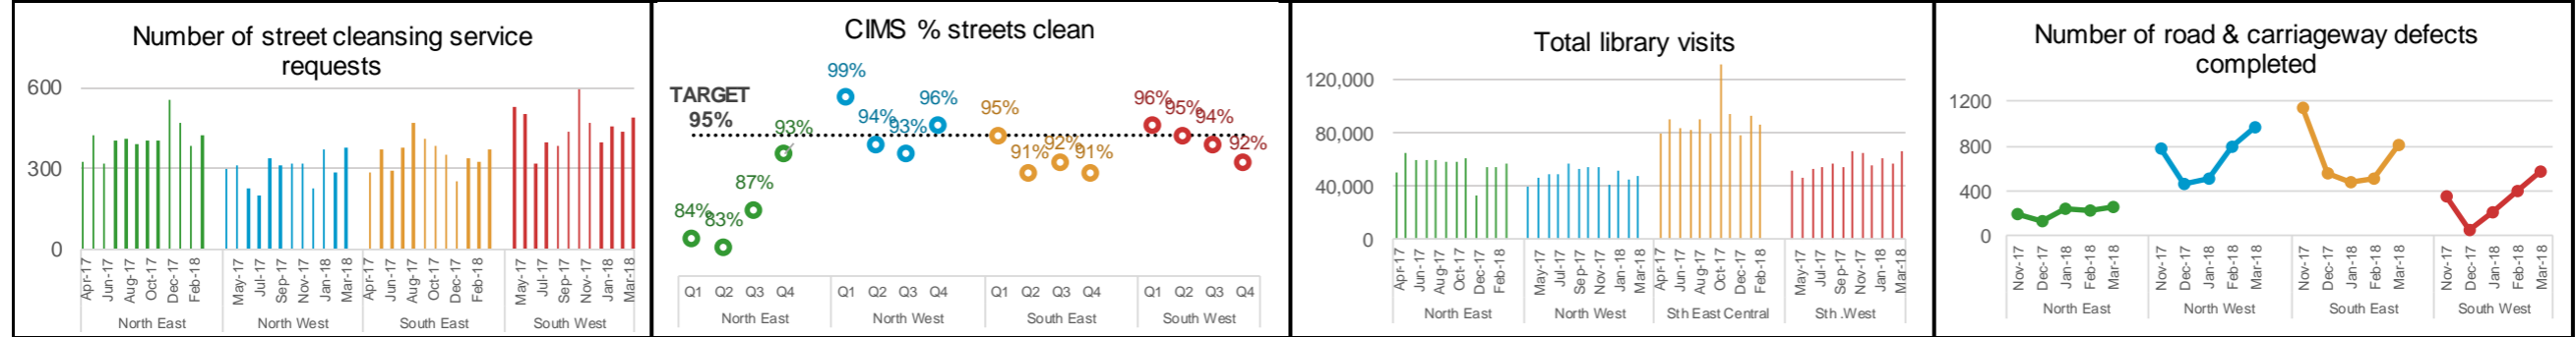 Number of street cleansing service
requests
600
300
0
Apr-17
Jun-17
Aug-17
Oct-17
Dec-17
Feb-18
May-17
Jul-17
Sep-17
Nov-17
Jan-18
Mar-18
Apr-17
Jun-17
Aug-17
Oct-17
Dec-17
Feb-18
May-17
Jul-17
Sep-17
Nov-17
Jan-18
Mar-18
North East
North West
South East
South West
CIMS % streets clean
TARGET
95%
84%
83%
87%
93%
99%
94%
93%
96%
95%
91%
92%
91%
96%
95%
94%
92%
Q1
Q2
Q3
Q4
Q1
Q2
Q3
Q4
Q1
Q2
Q3
Q4
Q1
Q2
Q3
Q4
North East
North West
South East
South West
Total library visits
120,000
80,000
40,000
0
Apr-17
Jun-17
Aug-17
Oct-17
Dec-17
Feb-18
May-17
Jul-17
Sep-17
Nov-17
Jan-18
Mar-18
Apr-17
Jun-17
Aug-17
Oct-17
Dec-17
Feb-18
May-17
Jul-17
Sep-17
Nov-17
Jan-18
Mar-18
North East
North West
Sth East Central
Sth .West
Number of road & carriageway defects
completed
1200
800
400
0
Nov-17
Dec-17
Jan-18
Feb-18
Mar-18
Nov-17
Dec-17
Jan-18
Feb-18
Mar-18
Nov-17
Dec-17
Jan-18
Feb-18
Mar-18
Nov-17
Dec-17
Jan-18
Feb-18
Mar-18
North East
North West
South East
South West